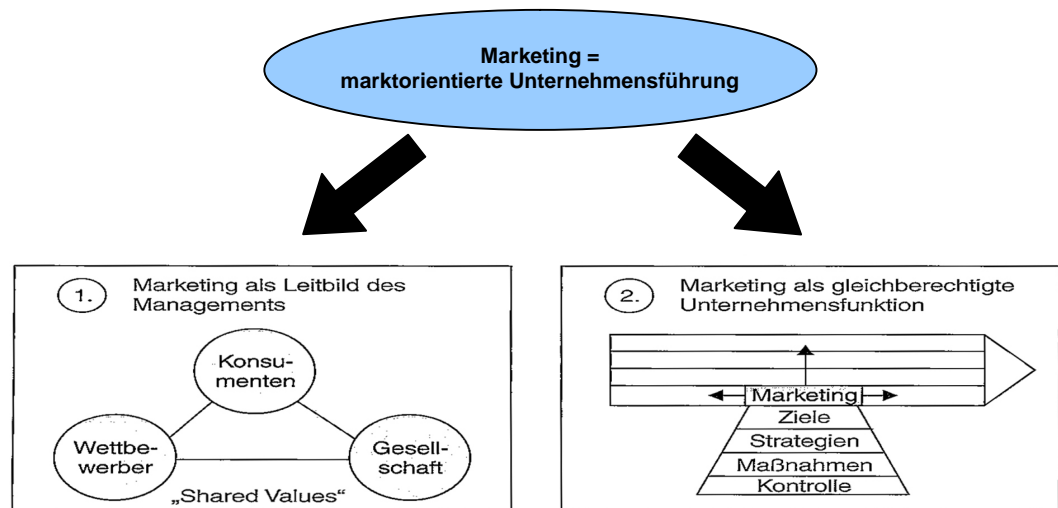 Marketing =
marktorientierte Unternehmensführung
1. Marketing als Leitbild des
Managements
Konsu-
menten
Wettbe-
werber
Gesell-
schaft
„Shared Values“
2. Marketing als gleichberechtigte
Unternehmensfunktion
Marketing
Ziele
Strategien
Maßnahmen
Kontrolle